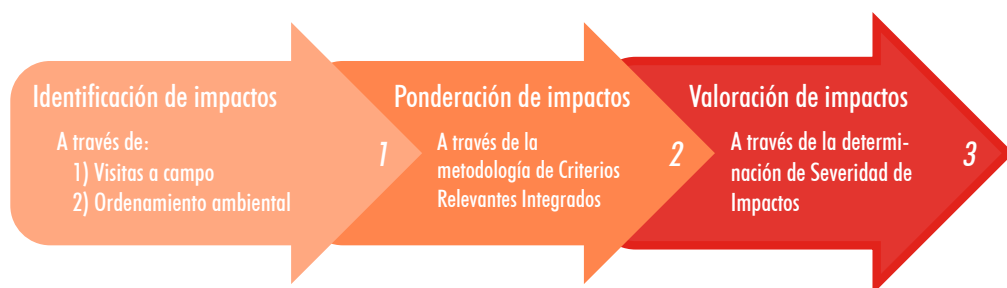 Identificación de impactos
A través de:
1) Visitas a campo
2) Ordenamiento ambiental
1
Ponderación de impactos
A través de la
metodología de Criterios
Relevantes Integrados
2
Valoración de impactos
A través de la determi-
nación de Severidad de
Impactos
3